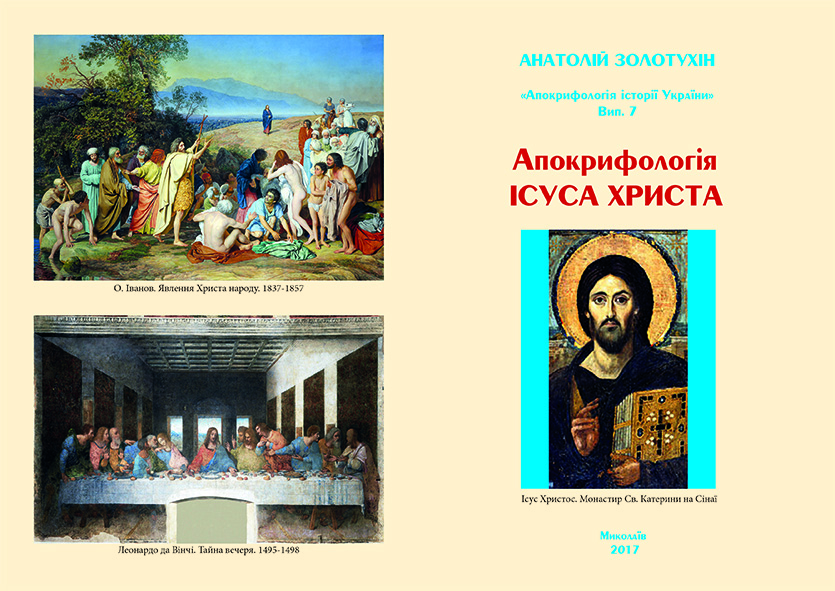 О. Іванов. Явлення Христа народу. 1837-1857
Леонардо да Вінчі. Тайна вечеря. 1495-1498
АНАТОЛІЙ ЗОЛОТУХІН
«Апокрифологія історії України»
Вип. 7
Апокрифологія
ІСУСА ХРИСТА
Ісус Христос. Монастир Св. Катерини на Сінаї
Миколаїв
2017